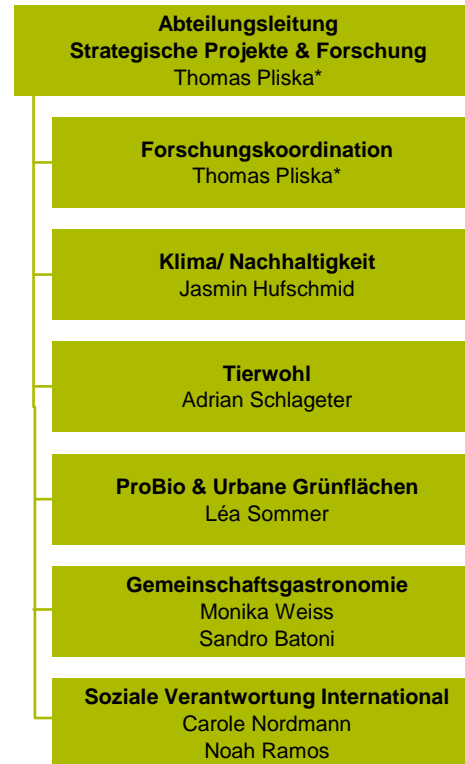 Abteilungsleitung
Strategische Projekte & Forschung
Thomas Pliska*
Forschungskoordination
Thomas Pliska*
Klima/ Nachhaltigkeit
Jasmin Hufschmid
Tierwohl
Adrian Schlageter
ProBio & Urbane Grünflächen
Léa Sommer
Gemeinschaftsgastronomie
Monika Weiss
Sandro Batoni
Soziale Verantwortung International
Carole Nordmann
Noah Ramos